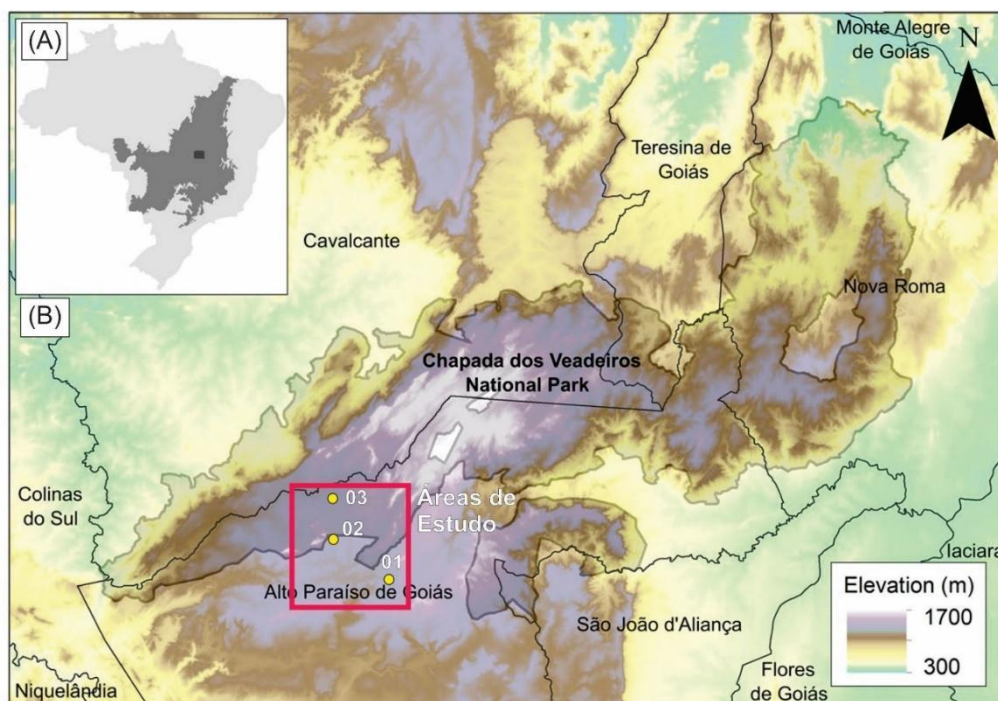 (A)
Monte Alegre
de Goiás
N
Teresina de
Goiás
Cavalcante
Nova Roma
(B)
Chapada dos Veadeiros
National Park
Colinas
do Sul
03
Áreas de
Estudo
02
01
Alto Paraíso de Goiás
Iaciara
São João d'Aliança
Elevation (m)
1700
300
Flores
de Goiás
Niquelândia